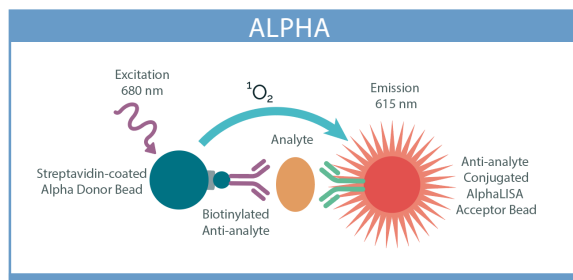 ALPHA
Excitation
680 nm
¹O₂
Emission
615 nm
Analyte
Streptavidin-coated
Alpha Donor Bead
Biotinylated
Anti-analyte
Anti-analyte
Conjugated
AlphaLISA
Acceptor Bead